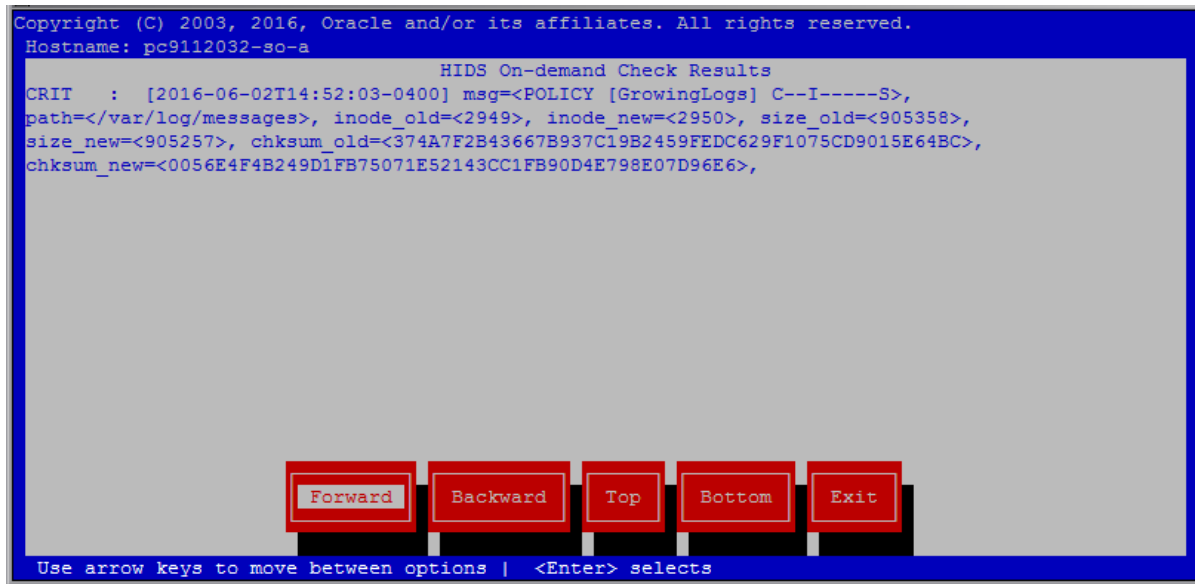 Copyright (C) 2003, 2016, Oracle and/or its affiliates. All rights reserved.
Hostname: pc9112032-so-a
HIDS On-demand Check Results
CRIT   :  [2016-06-02T14:52:03-0400] msg=<POLICY [GrowingLogs] C--I-----S>,
path=</var/log/messages>, inode_old=<2949>, inode_new=<2950>, size_old=<905358>,
size_new=<905257>, chksum_old=<374A7F2B43667B937C19B2459FEDC629F1075CD9015E64BC>,
chksum_new=<0056E4F4B249D1FB75071E52143CC1FB90D4E798E07D96E6>,
Forward Backward Top Bottom Exit
Use arrow keys to move between options |  <Enter> selects